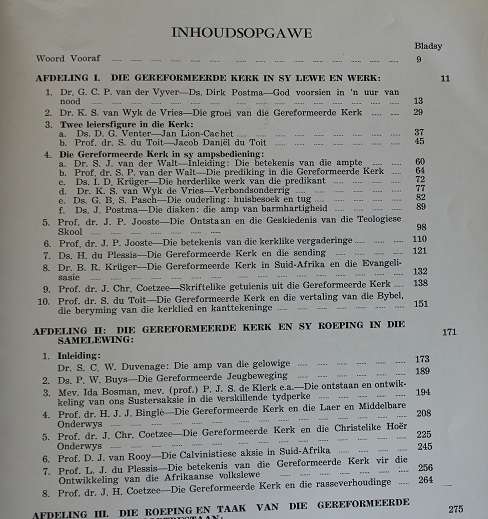 INHOUDSOPGAWE
Bladsy
Woord Vooraf 9
AFDELING I. DIE GEREFORMEERDE KERK IN SY LEWE EN WERK: 11
1. Dr. G. C. P. van der Vyver—Ds. Dirk Postma—God voorsien in 'n uur van
nood 13
2. Dr. K. S. van Wyk de Vries—Die groei van die Gereformeerde Kerk 29
3. Twee leiersfigure in die Kerk:
a. Ds. D. G. Venter—Jan Lion-Cachet 37
b. Prof. dr. S. du Toit—Jacob Daniël du Toit 45
4. Die Gereformeerde Kerk in sy ampsbediening:
a. Dr. S. J. van der Walt—Inleiding: Die betekenis van die ampte 60
b. Prof. dr. S. P. van der Walt—Die prediking in die Gereformeerde Kerk 64
c. Ds. I. D. Krüger—Die herderlike werk van die predikant 72
d. Dr. K. S. van Wyk de Vries—Verbondsonderrig 77
e. Ds. G. B. S. Pasch—Die ouderling: huisbesoek en tug 82
f. Ds. J. Postma—Die diaken: die amp van barmhartigheid 89
5. Prof. dr. J. P. Jooste—Die Ontstaan en die Geskiedenis van die Teologiese
Skool 98
6. Prof. dr. J. P. Jooste—Die betekenis van die kerklike vergaderinge 110
7. Ds. H. du Plessis—Die Gereformeerde Kerk en die sending 121
8. Dr. B. R. Krüger—Die Gereformeerde Kerk in Suid-Afrika en die Evangeli-
sasie 132
9. Prof. dr. J. Chr. Coetzee—Skriftelike getuienis uit die Gereformeerde Kerk 138
10. Prof. dr. S. du Toit—Die Gereformeerde Kerk en die vertaling van die Bybel,
die beryming van die kerklied en kanttekeninge 151
AFDELING II: DIE GEREFORMEERDE KERK EN SY ROEPING IN DIE
SAMELEWING: 171
1. Inleiding:
Dr. S. C. W. Duvenage: Die amp van die gelowige 173
2. Ds. P. W. Buys—Die Gereformeerde Jeugbeweging 189
3. Mev. Ida Bosman, mev. (prof) P. J. S. de Klerk e.a.—Die ontstaan en ontwik-
keling van ons Sustersaksie in die verskillende tydperke 194
4. Prof. dr. H. J. J. Bingle—Die Gereformeerde Kerk en die Laer en Middelbare
Onderwys 208
5. Prof. dr. J. Chr. Coetzee—Die Gereformeerde Kerk en die Christelike Hoër
Onderwys 225
6. Prof. D. J. van Rooy—Die Calvinistiese aksie in Suid-Afrika 245
7. Prof. L. J. du Plessis—Die betekenis van die Gereformeerde Kerk vir die
Ontwikkeling van die Afrikaanse volkslewe 256
8. Prof. dr. J. H. Coetzee—Die Gereformeerde Kerk en die rasseverhoudinge 264
AFDELING III. DIE ROEPING EN TAAK VAN DIE GEREFORMEERDE 275